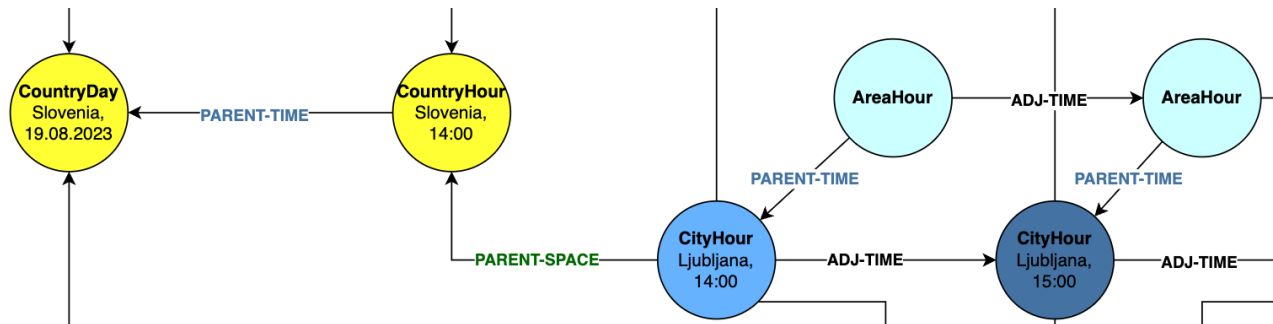 CountryDay
Slovenia,
19.08.2023
PARENT-TIME
CountryHour
Slovenia,
14:00
AreaHour
ADJ-TIME
AreaHour
PARENT-TIME
PARENT-TIME
PARENT-SPACE
CityHour
Ljubljana,
14:00
ADJ-TIME
CityHour
Ljubljana,
15:00
ADJ-TIME